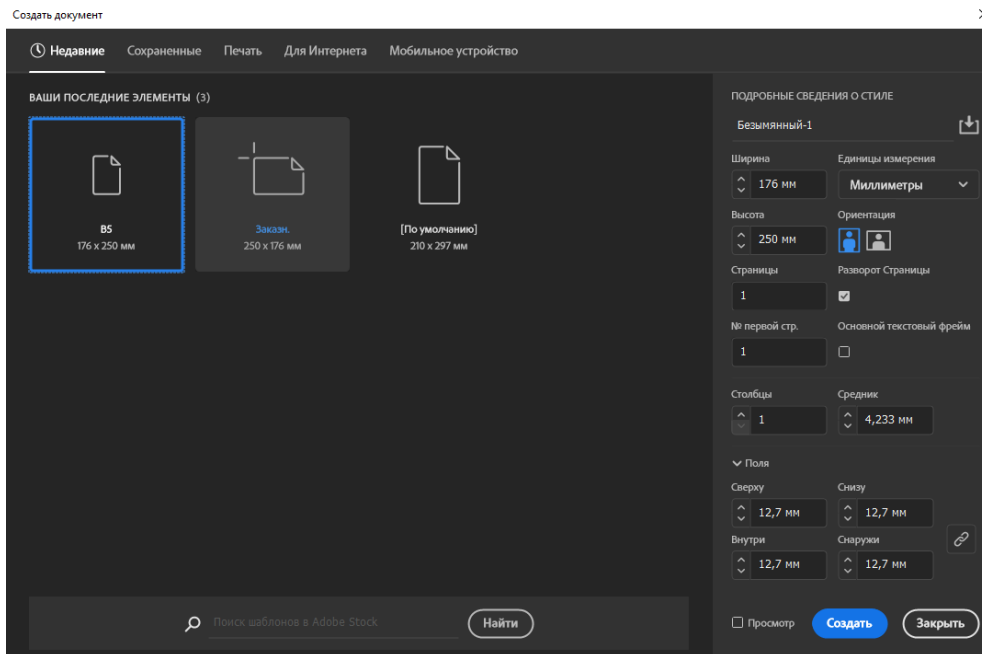 Создать документ
Недавние Сохраненные Печать Для Интернета Мобильное устройство
ВАШИ ПОСЛЕДНИЕ ЭЛЕМЕНТЫ (3)
B5
176 x 250 мм
Заказн.
250 x 176 мм
[По умолчанию]
210 x 297 мм
Поиск шаблонов в Adobe Stock
Найти
ПОДРОБНЫЕ СВЕДЕНИЯ О СТИЛЕ
Безымянный-1
Ширина Единицы измерения
176 мм Миллиметры
Высота Ориентация
250 мм
Страницы Разворот Страницы
1
№ первой стр. Основной текстовый фрейм
1
Столбцы Средник
1 4,233 мм
Поля
Сверху Снизу
12,7 мм 12,7 мм
Внутри Снаружи
12,7 мм 12,7 мм
Просмотр Создать Закрыть